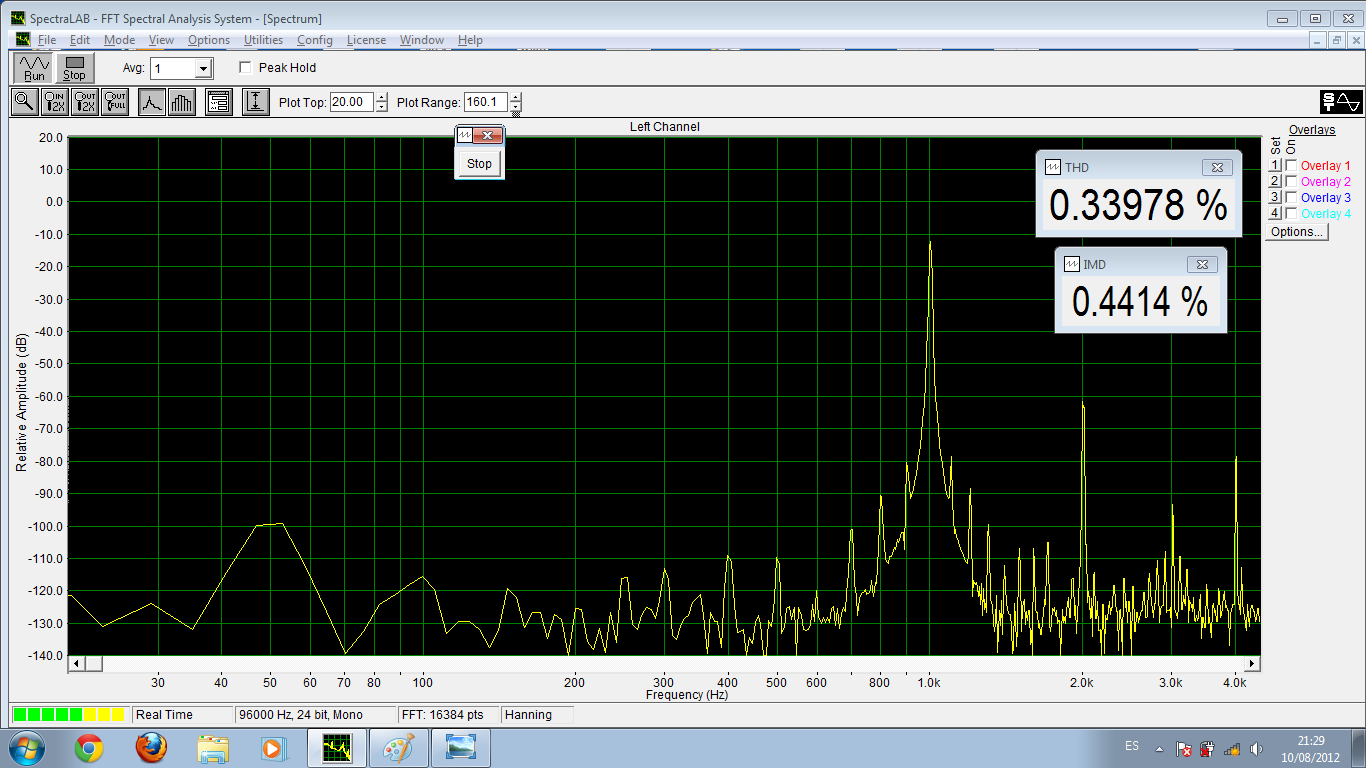 SpectraLAB - FFT Spectral Analysis System - [Spectrum]
File Edit Mode View Options Utilities Config License Window Help
Run Stop Avg: 1 Peak Hold
IN 2X OUT 2X OUT FULL Plot Top: 20.00 Plot Range: 160.1
Left Channel
Overlays
Set On
1 Overlay 1
2 Overlay 2
3 Overlay 3
4 Overlay 4
Options...
Stop
THD
0.33978 %
IMD
0.4414 %
Relative Amplitude (dB)
20.0
10.0
0.0
-10.0
-20.0
-30.0
-40.0
-50.0
-60.0
-70.0
-80.0
-90.0
-100.0
-110.0
-120.0
-130.0
-140.0
30 40 50 60 70 80 100 200 300 400 500 600 800 1.0k 2.0k 3.0k 4.0k
Frequency (Hz)
Real Time 96000 Hz, 24 bit, Mono FFT: 16384 pts Hanning
ES 21:29
10/08/2012